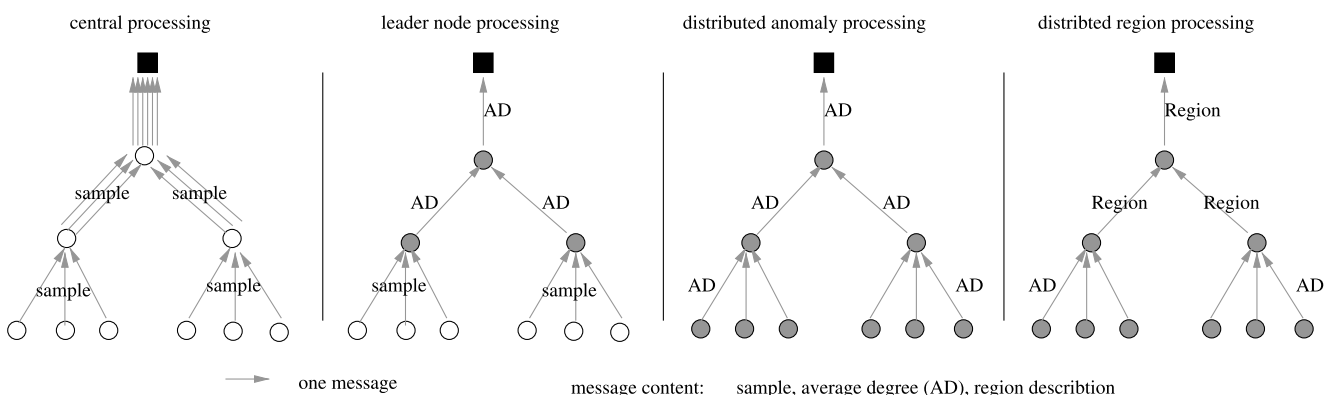 central processing
leader node processing
distributed anomaly processing
distribted region processing
AD
AD
Region
sample
sample
AD
AD
AD
AD
Region
Region
sample
sample
sample
sample
AD
AD
AD
AD
one message
message content: sample, average degree (AD), region describtion